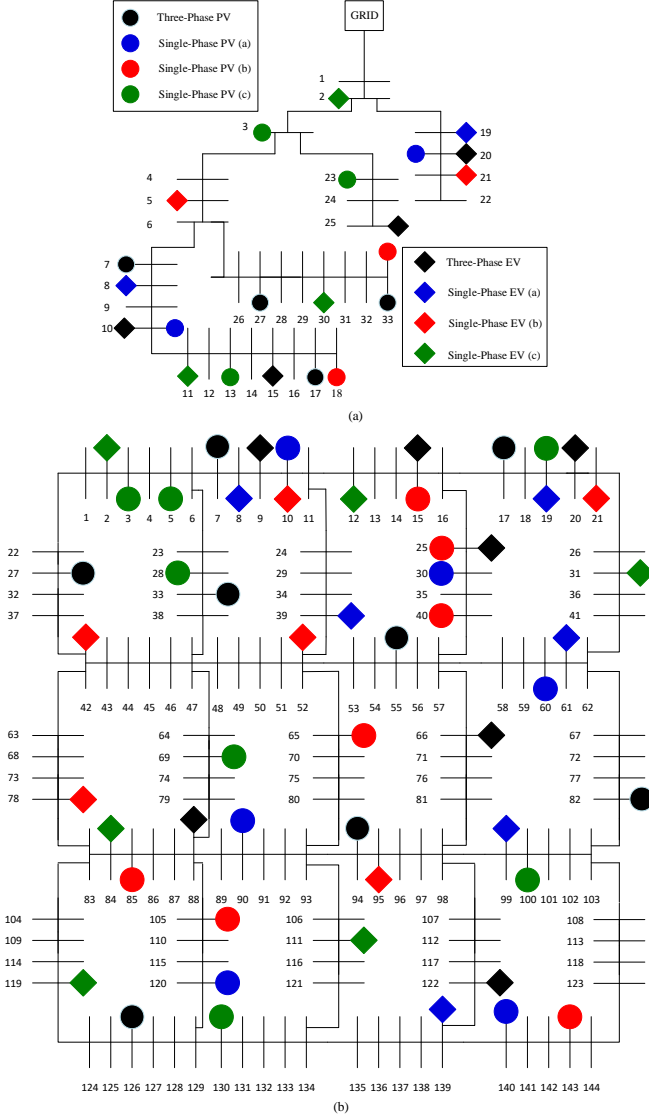 GRID
Three-Phase PV
Single-Phase PV (a)
Single-Phase PV (b)
Single-Phase PV (c)
1
2
3
19
20
21
22
4
5
6
23
24
25
7
8
9
10
26 27 28 29 30 31 32 33
Three-Phase EV
Single-Phase EV (a)
Single-Phase EV (b)
Single-Phase EV (c)
11 12 13 14 15 16 17 18
(a)
1 2 3 4 5 6 7 8 9 10 11 12 13 14 15 16 17 18 19 20 21
22 23 24 25 26
27 28 29 30 31
32 33 34 35 36
37 38 39 40 41
42 43 44 45 46 47 48 49 50 51 52 53 54 55 56 57 58 59 60 61 62
63 64 65 66 67
68 69 70 71 72
73 74 75 76 77
78 79 80 81 82
83 84 85 86 87 88 89 90 91 92 93 94 95 96 97 98 99 100 101 102 103
104 105 106 107 108
109 110 111 112 113
114 115 116 117 118
119 120 121 122 123
124 125 126 127 128 129 130 131 132 133 134 135 136 137 138 139 140 141 142 143 144
(b)